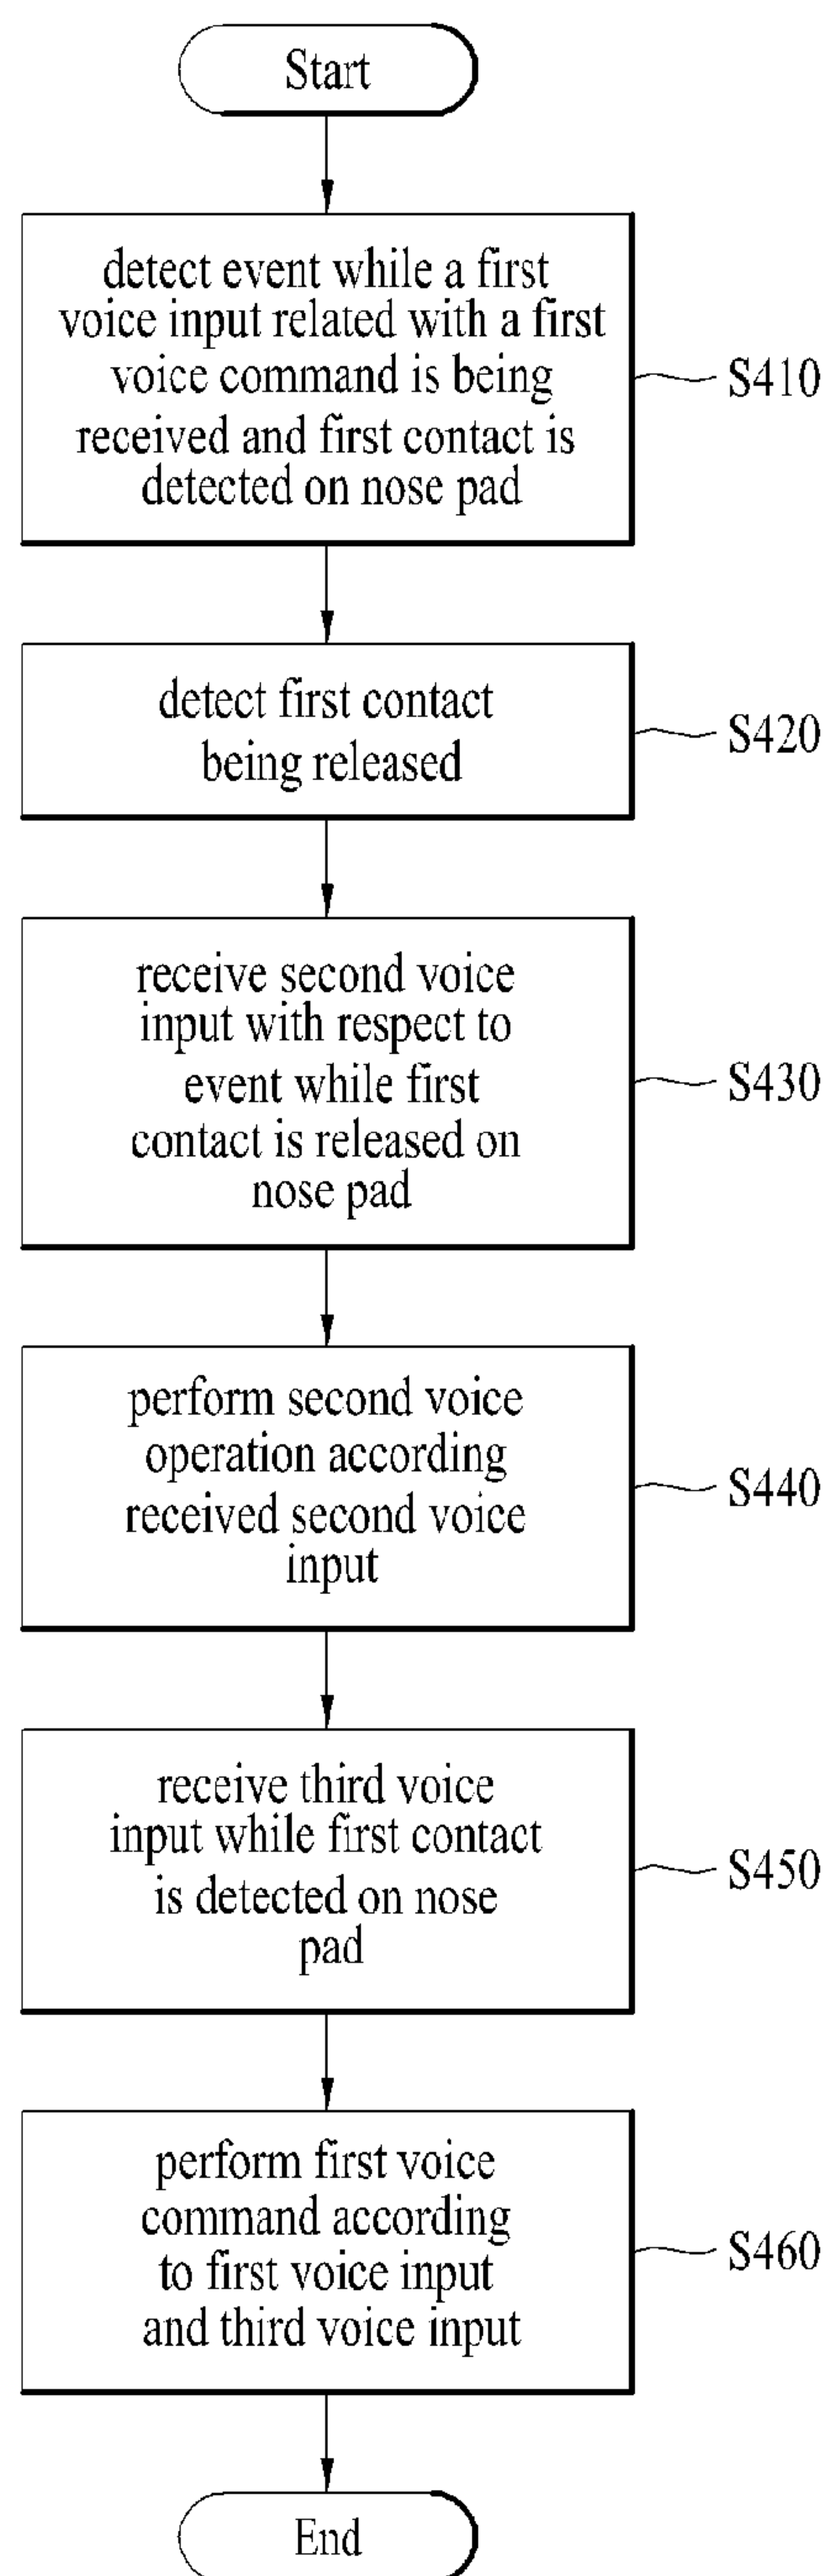 Start
detect event while a first
voice input related with a first
voice command is being
received and first contact is
detected on nose pad
S410
detect first contact
being released
S420
receive second voice
input with respect to
event while first
contact is released on
nose pad
S430
perform second voice
operation according
received second voice
input
S440
receive third voice
input while first contact
is detected on nose
pad
S450
perform first voice
command according
to first voice input
and third voice input
S460
End